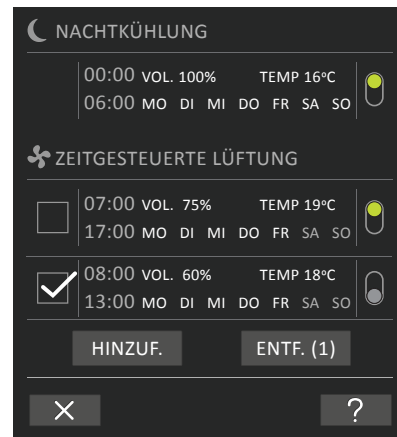 NACHTKÜHLUNG
00:00 VOL. 100% TEMP 16°C
06:00 MO DI MI DO FR SA SO
ZEITGESTEUERTE LÜFTUNG
07:00 VOL. 75% TEMP 19°C
17:00 MO DI MI DO FR SA SO
08:00 VOL. 60% TEMP 18°C
13:00 MO DI MI DO FR SA SO
HINZUF. ENTF. (1)
?